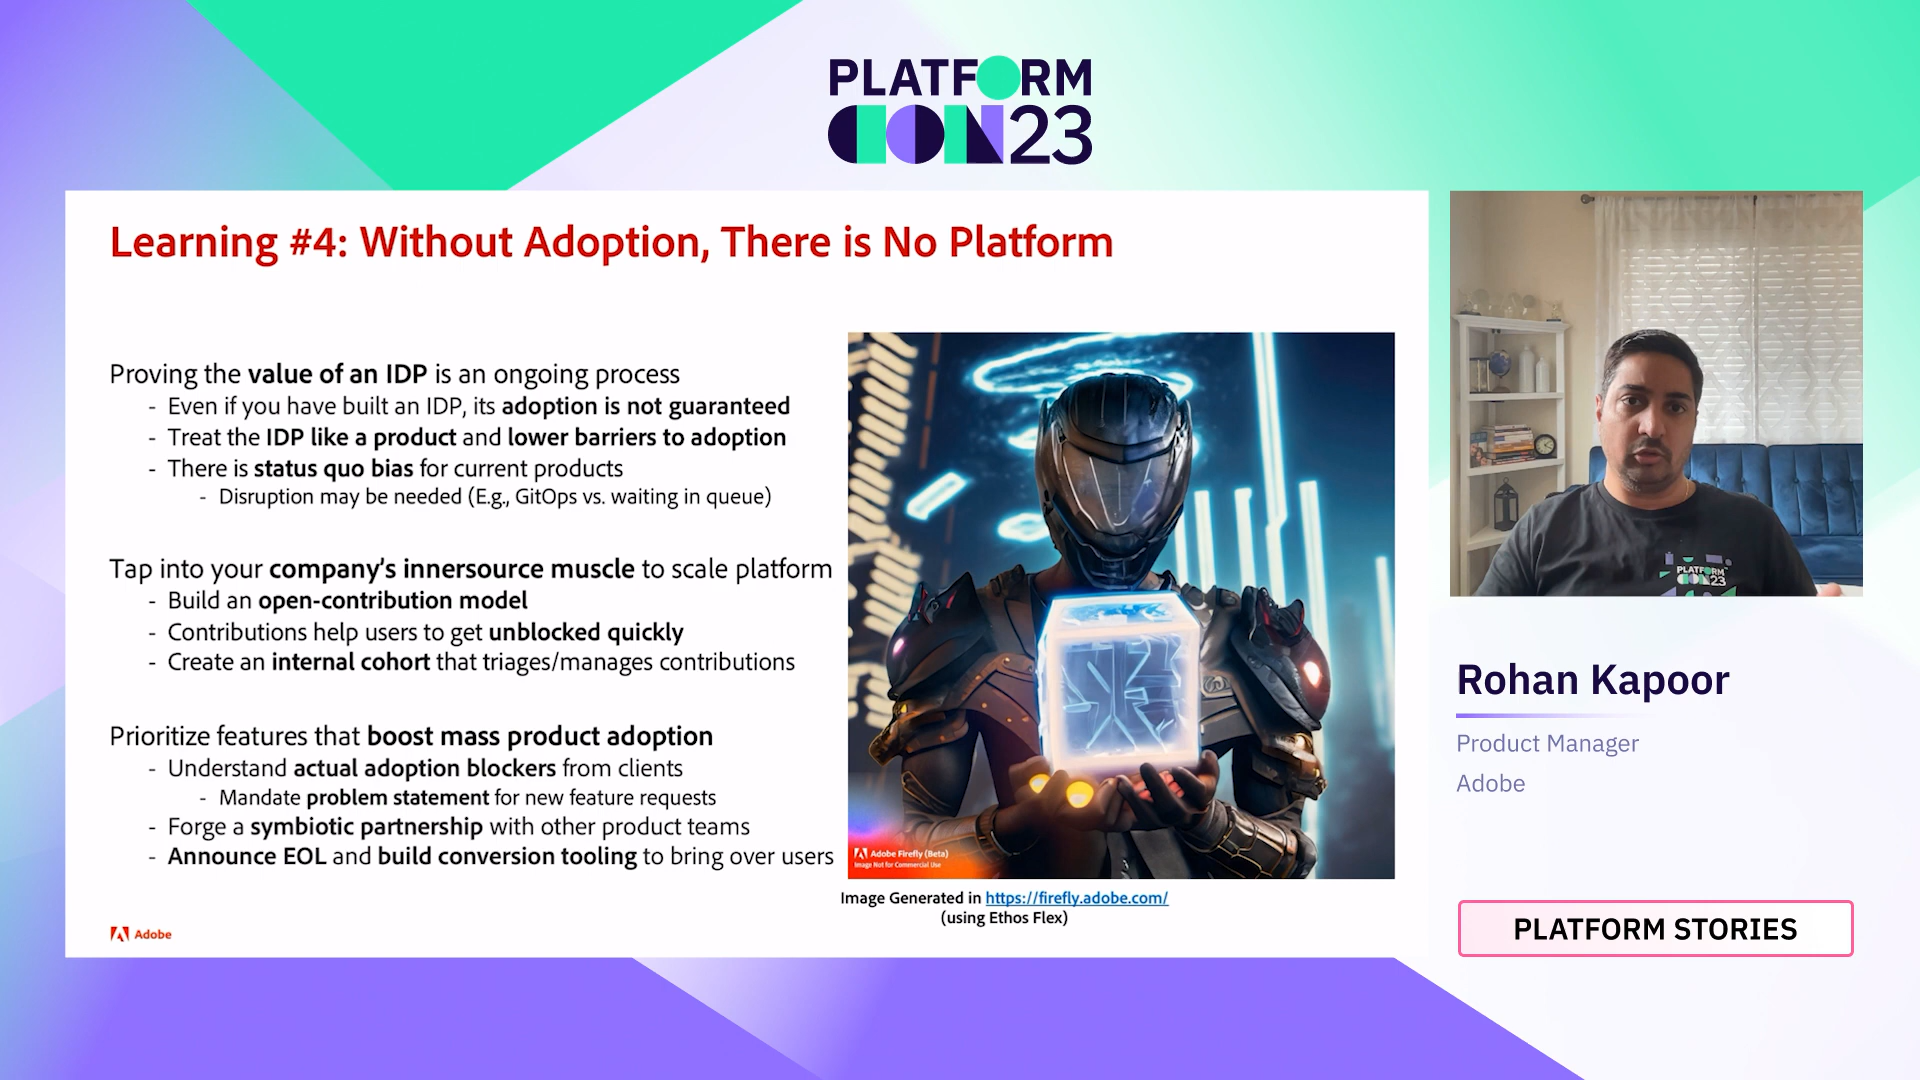 PLATFORM
CON23
Learning #4: Without Adoption, There is No Platform
Proving the value of an IDP is an ongoing process
- Even if you have built an IDP, its adoption is not guaranteed
- Treat the IDP like a product and lower barriers to adoption
- There is status quo bias for current products
- Disruption may be needed (E.g., GitOps vs. waiting in queue)
Tap into your company's innersource muscle to scale platform
- Build an open-contribution model
- Contributions help users to get unblocked quickly
- Create an internal cohort that triages/manages contributions
Prioritize features that boost mass product adoption
- Understand actual adoption blockers from clients
- Mandate problem statement for new feature requests
- Forge a symbiotic partnership with other product teams
- Announce EOL and build conversion tooling to bring over users
Adobe
Adobe Firefly (Beta)
Image Not for Commercial Use
Image Generated in https://firefly.adobe.com/
(using Ethos Flex)
PLATFORM
CON23
Rohan Kapoor
Product Manager
Adobe
PLATFORM STORIES